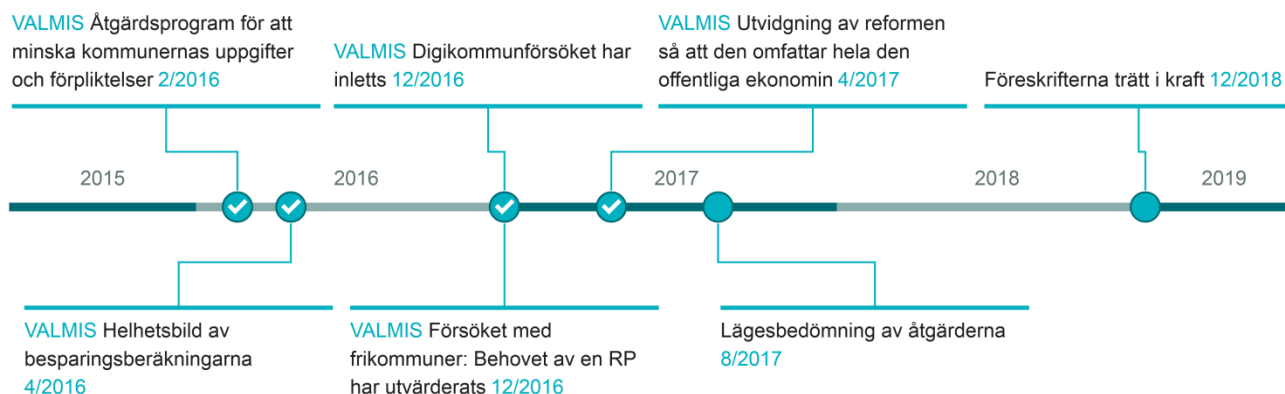 VALMIS Åtgärdsprogram för att
minska kommunernas uppgifter
och förpliktelser 2/2016
VALMIS Digikommunförsöket har
inletts 12/2016
VALMIS Utvidgning av reformen
så att den omfattar hela den
offentliga ekonomin 4/2017
Föreskrifterna trätt i kraft 12/2018
2015
2016
2017
2018
2019
VALMIS Helhetsbild av
besparingsberäkningarna
4/2016
VALMIS Försöket med
frikommuner: Behovet av en RP
har utvärderats 12/2016
Lägesbedömning av åtgärderna
8/2017